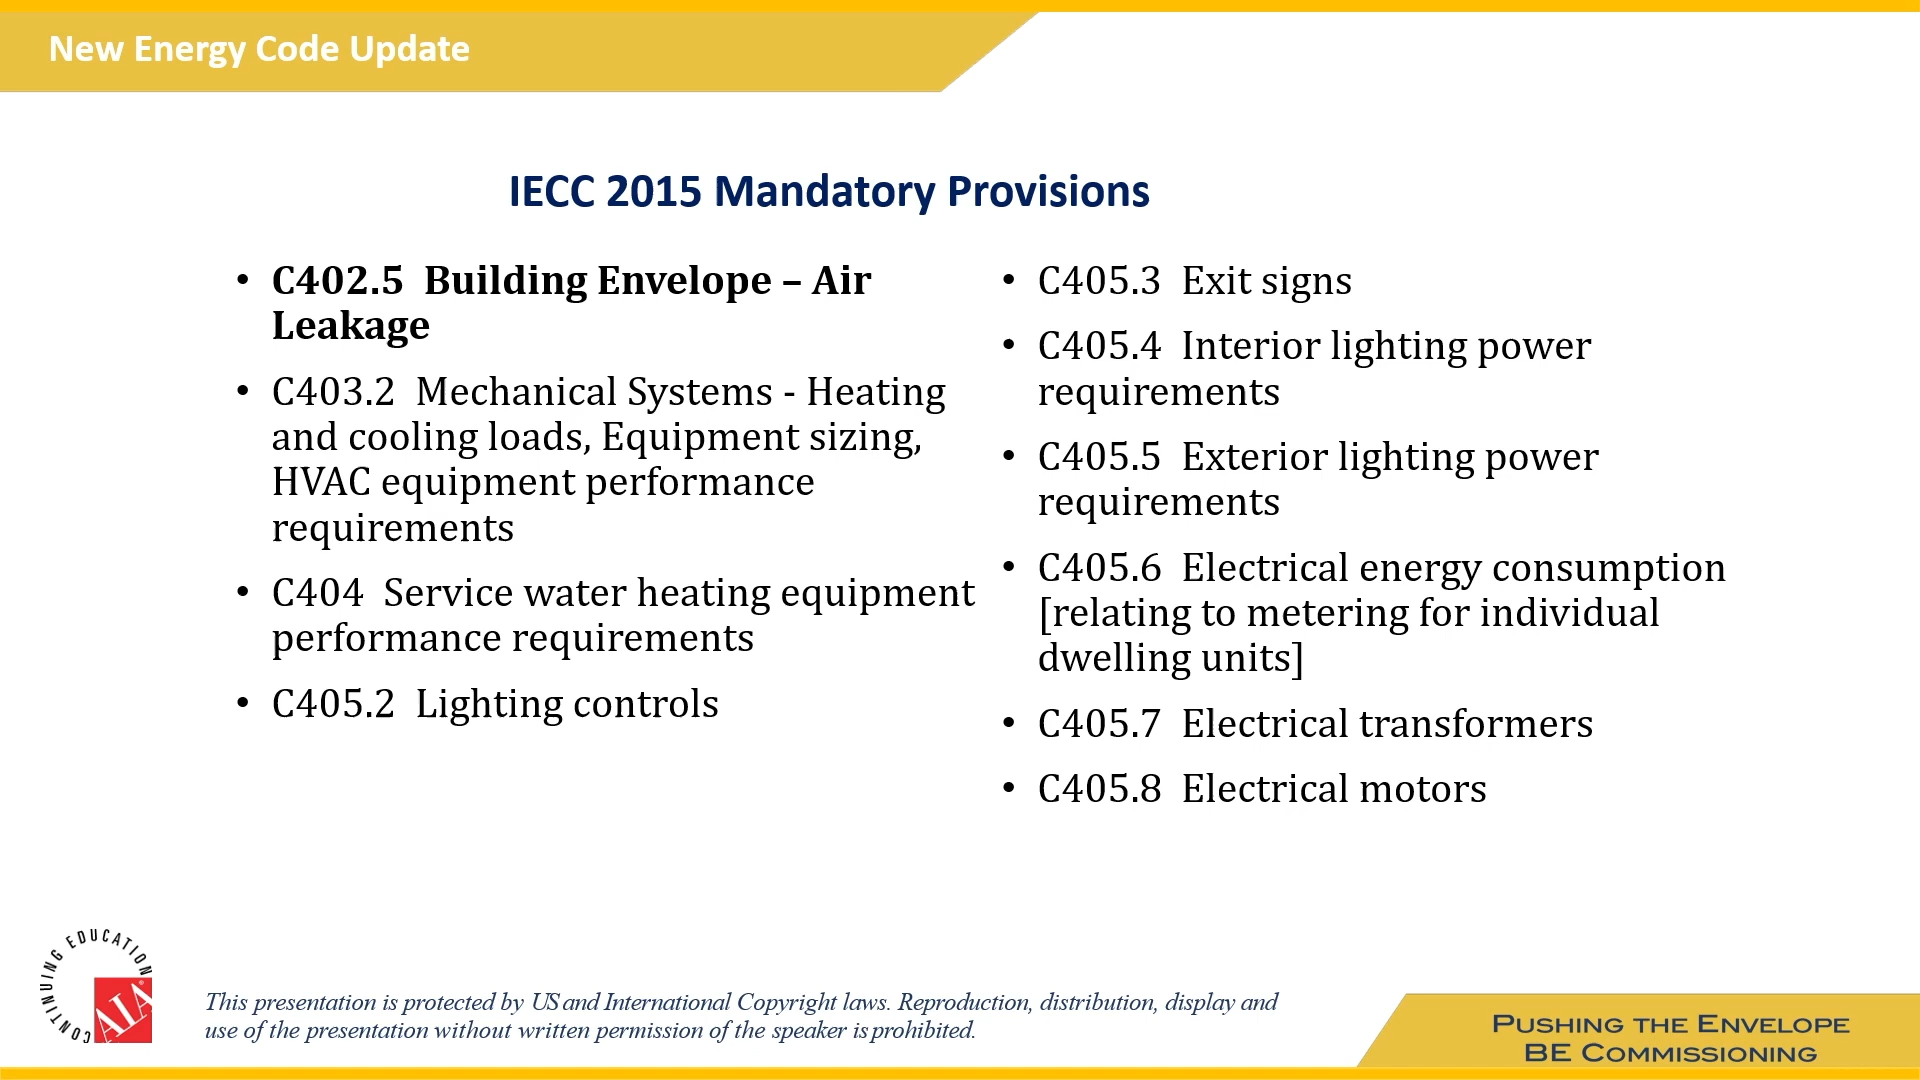 New Energy Code Update
IECC 2015 Mandatory Provisions
• C402.5  Building Envelope – Air
Leakage
• C403.2  Mechanical Systems - Heating
and cooling loads, Equipment sizing,
HVAC equipment performance
requirements
• C404  Service water heating equipment
performance requirements
• C405.2  Lighting controls
• C405.3  Exit signs
• C405.4  Interior lighting power
requirements
• C405.5  Exterior lighting power
requirements
• C405.6  Electrical energy consumption
[relating to metering for individual
dwelling units]
• C405.7  Electrical transformers
• C405.8  Electrical motors
CONTINUING EDUCATION
AIA®
This presentation is protected by US and International Copyright laws. Reproduction, distribution, display and
use of the presentation without written permission of the speaker is prohibited.
PUSHING THE ENVELOPE
BE COMMISSIONING